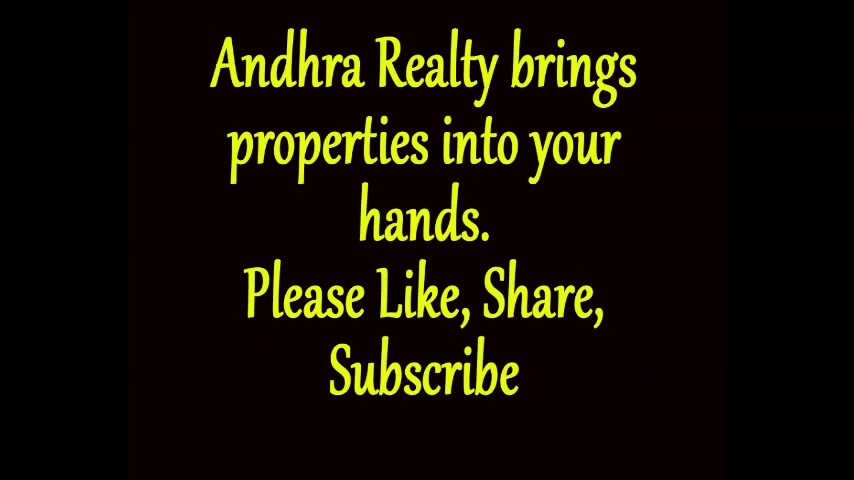 Andhra Realty brings
properties into your
hands.
Please Like, Share,
Subscribe